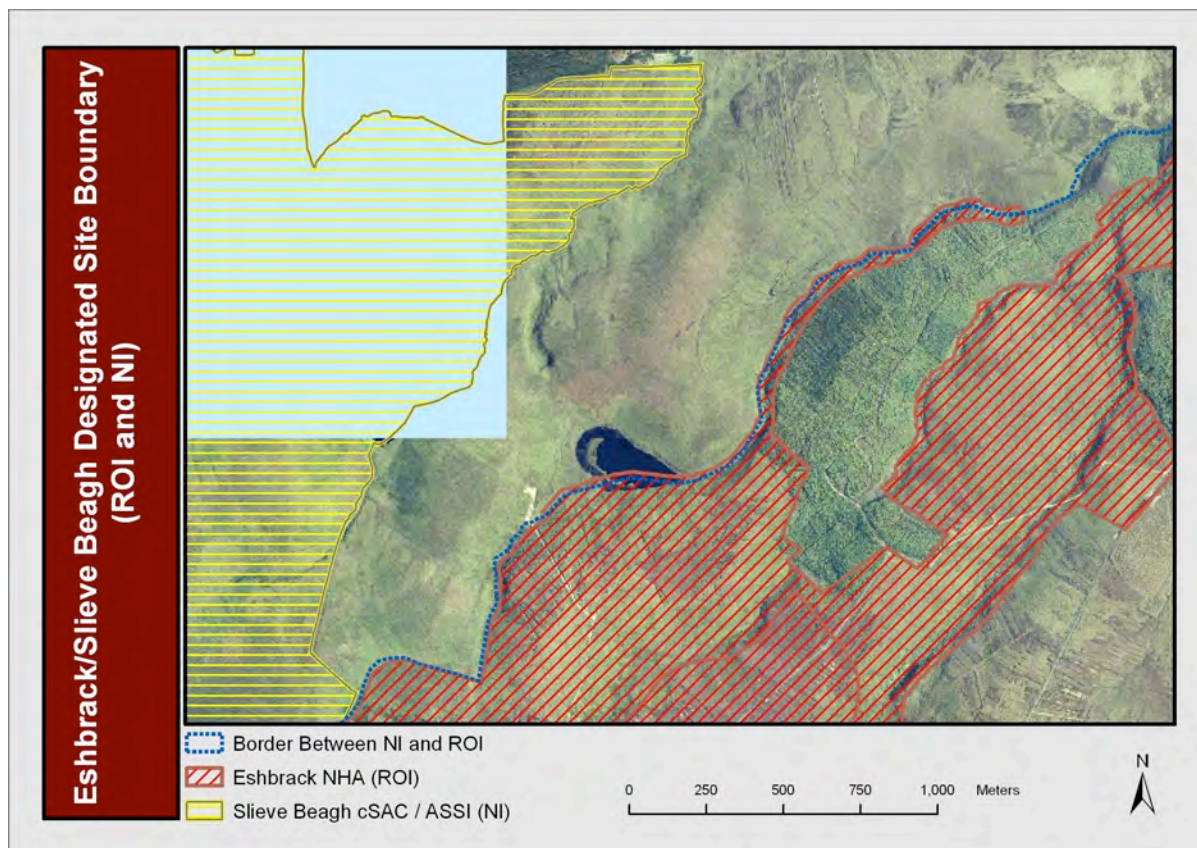 Eshbrack/Slieve Beagh Designated Site Boundary
(ROI and NI)
Border Between NI and ROI
Eshbrack NHA (ROI)
Slieve Beagh cSAC / ASSI (NI)
0 250 500 750 1,000 Meters
N